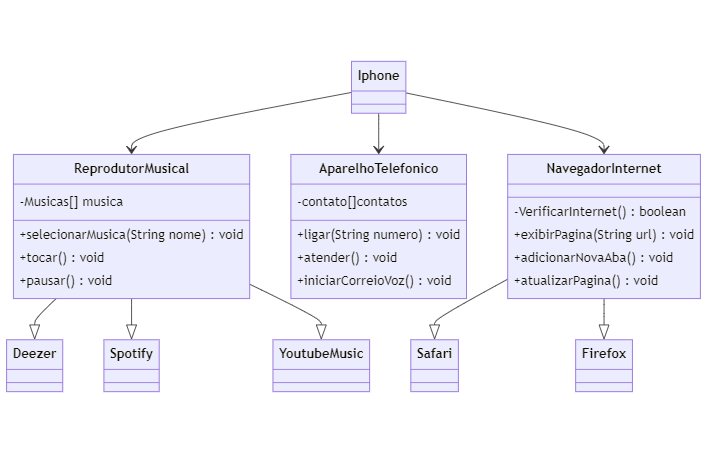 Iphone
ReprodutorMusical
-Musicas[] musica
+selecionarMusica(String nome) : void
+tocar() : void
+pausar() : void
AparelhoTelefonico
-contato[]contatos
+ligar(String numero) : void
+atender() : void
+iniciarCorreioVoz() : void
NavegadorInternet
-VerificarInternet() : boolean
+exibirPagina(String url) : void
+adicionarNovaAba() : void
+atualizarPagina() : void
Deezer
Spotify
YoutubeMusic
Safari
Firefox